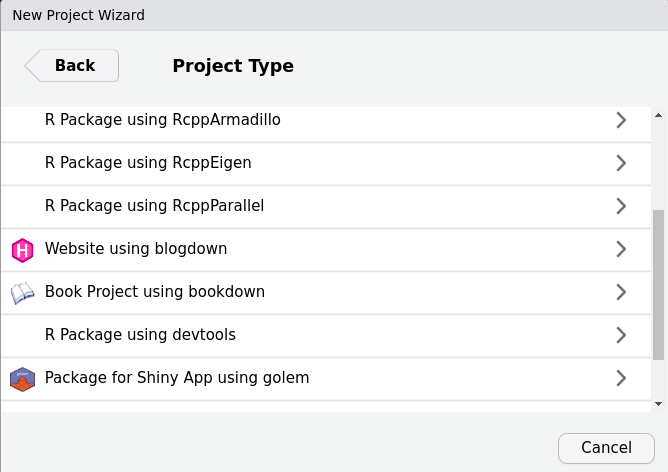 New Project Wizard
Back
Project Type
R Package using RcppArmadillo
R Package using RcppEigen
R Package using RcppParallel
H
Website using blogdown
Book Project using bookdown
R Package using devtools
Package for Shiny App using golem
Cancel